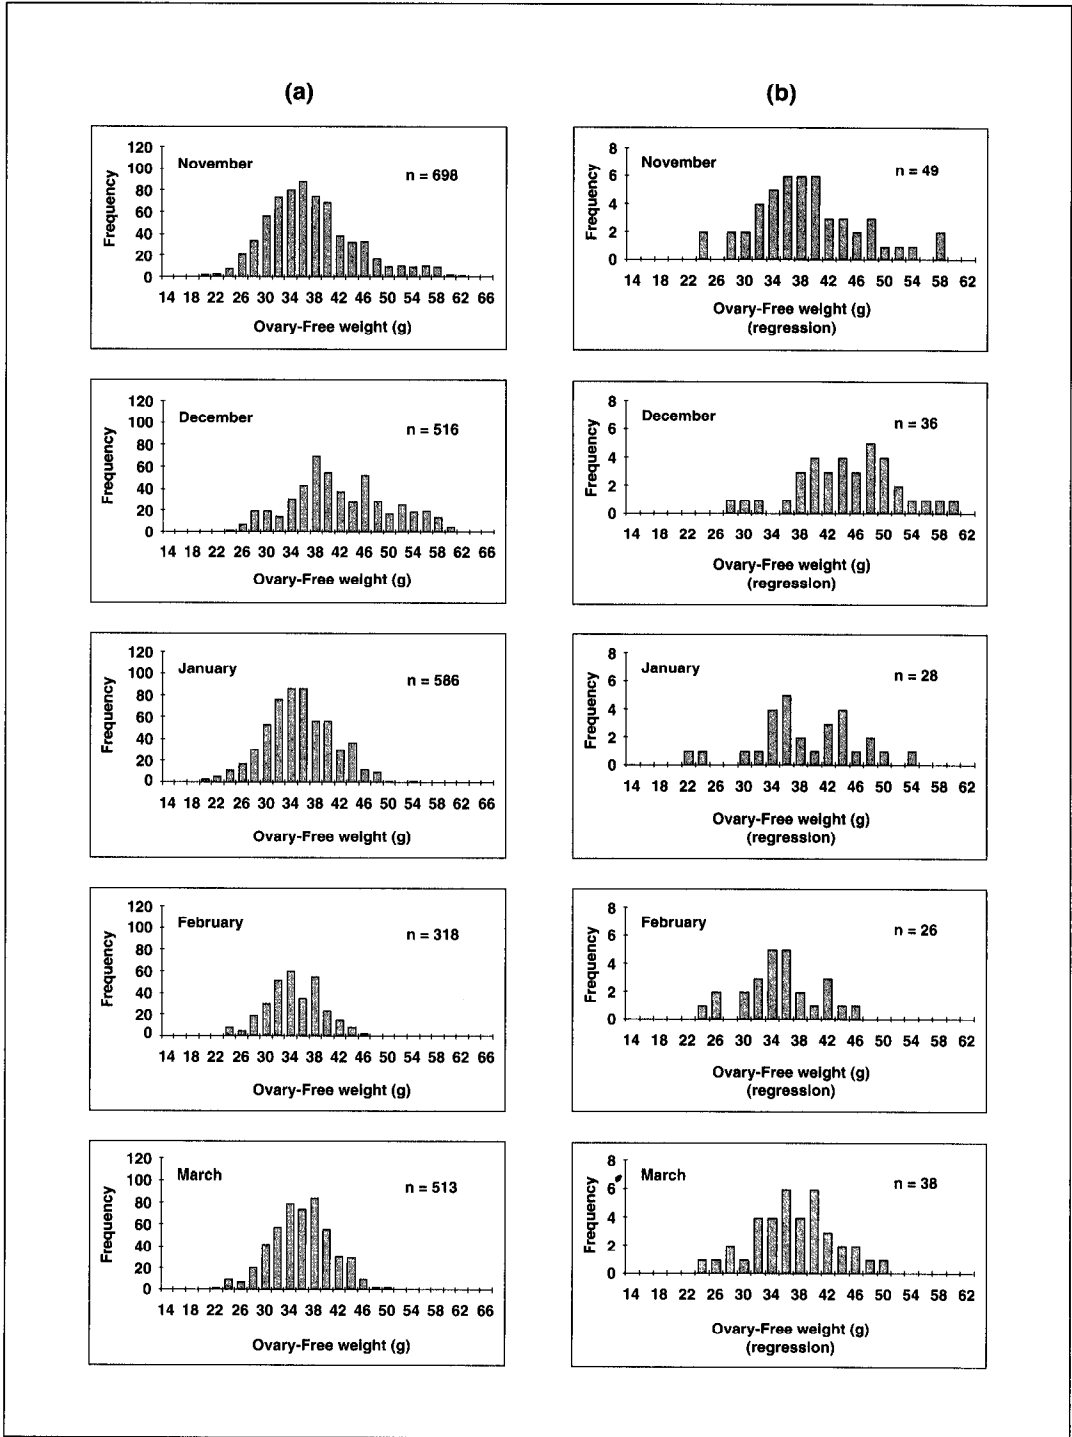 (a)
(b)
120
100
80
60
40
20
0
Frequency
November
n = 698
14 18 22 26 30 34 38 42 46 50 54 58 62 66
Ovary-Free weight (g)
8
6
4
2
0
Frequency
November
n = 49
14 18 22 26 30 34 38 42 46 50 54 58 62
Ovary-Free weight (g)
(regression)
120
100
80
60
40
20
0
Frequency
December
n = 516
14 18 22 26 30 34 38 42 46 50 54 58 62 66
Ovary-Free weight (g)
8
6
4
2
0
Frequency
December
n = 36
14 18 22 26 30 34 38 42 46 50 54 58 62
Ovary-Free weight (g)
(regression)
120
100
80
60
40
20
0
Frequency
January
n = 586
14 18 22 26 30 34 38 42 46 50 54 58 62 66
Ovary-Free weight (g)
8
6
4
2
0
Frequency
January
n = 28
14 18 22 26 30 34 38 42 46 50 54 58 62
Ovary-Free weight (g)
(regression)
120
100
80
60
40
20
0
Frequency
February
n = 318
14 18 22 26 30 34 38 42 46 50 54 58 62 66
Ovary-Free weight (g)
8
6
4
2
0
Frequency
February
n = 26
14 18 22 26 30 34 38 42 46 50 54 58 62
Ovary-Free weight (g)
(regression)
120
100
80
60
40
20
0
Frequency
March
n = 513
14 18 22 26 30 34 38 42 46 50 54 58 62 66
Ovary-Free weight (g)
8
6
4
2
0
Frequency
March
n = 38
14 18 22 26 30 34 38 42 46 50 54 58 62
Ovary-Free weight (g)
(regression)